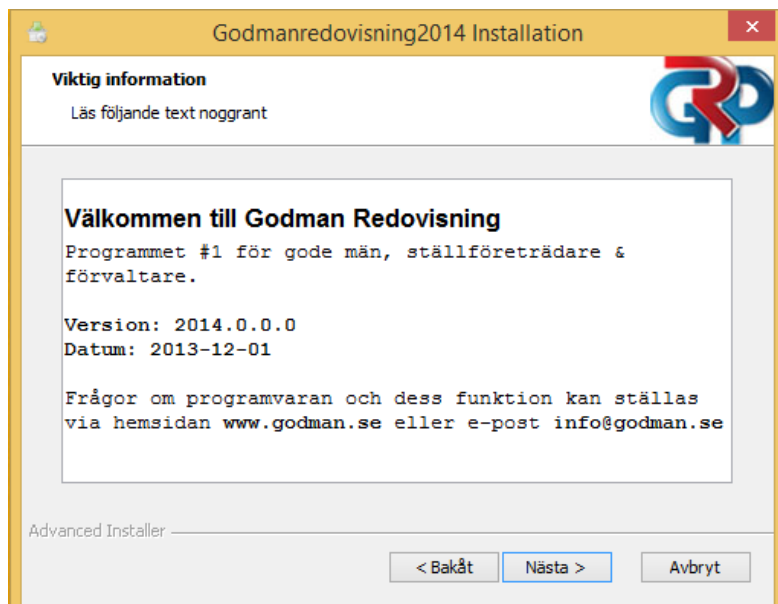 Godmanredovisning2014 Installation
Viktig information
Läs följande text noggrant
GRP
Välkommen till Godman Redovisning
Programmet #1 för gode män, ställföreträdare &
förvaltare.
Version: 2014.0.0.0
Datum: 2013-12-01
Frågor om programvaran och dess funktion kan ställas
via hemsidan www.godman.se eller e-post info@godman.se
Advanced Installer
< Bakåt
Nästa >
Avbryt